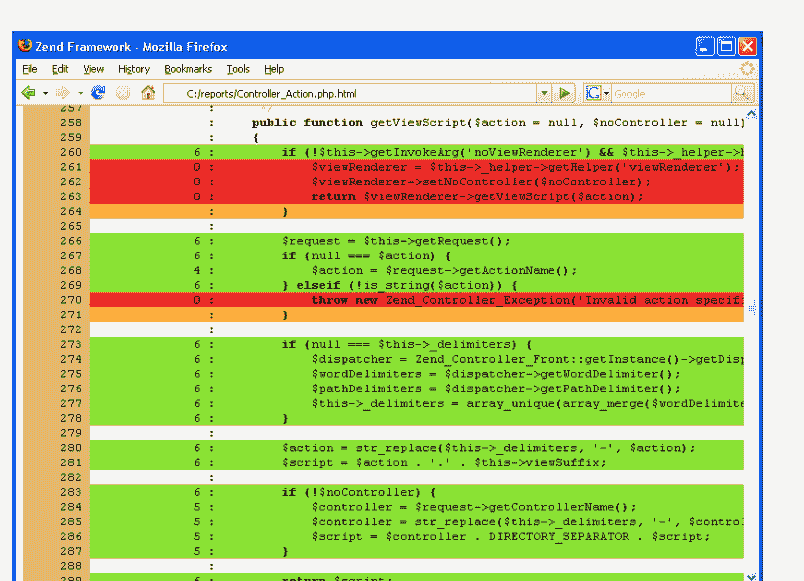 Zend Framework - Mozilla Firefox
File Edit View History Bookmarks Tools Help
C:/reports/Controller_Action.php.html Google
257 : */
258 : public function getViewScript($action = null, $noController = null)
259 : {
260 6 : if (!$this->getInvokeArg('noViewRenderer') && $this->_helper->h
261 0 : $viewRenderer = $this->_helper->getHelper('viewRenderer');
262 0 : $viewRenderer->setNoController($noController);
263 0 : return $viewRenderer->getViewScript($action);
264 : }
265 :
266 6 : $request = $this->getRequest();
267 6 : if (null === $action) {
268 4 : $action = $request->getActionName();
269 6 : } elseif (!is_string($action)) {
270 0 : throw new Zend_Controller_Exception('Invalid action specif
271 : }
272 :
273 6 : if (null === $this->_delimiters) {
274 6 : $dispatcher = Zend_Controller_Front::getInstance()->getDisp
275 6 : $wordDelimiters = $dispatcher->getWordDelimiter();
276 6 : $pathDelimiters = $dispatcher->getPathDelimiter();
277 6 : $this->_delimiters = array_unique(array_merge($wordDelimite
278 6 : }
279 :
280 6 : $action = str_replace($this->_delimiters, '-', $action);
281 6 : $script = $action . '.' . $this->viewSuffix;
282 :
283 6 : if (!$noController) {
284 5 : $controller = $request->getControllerName();
285 5 : $controller = str_replace($this->_delimiters, '-', $contro
286 5 : $script = $controller . DIRECTORY_SEPARATOR . $script;
287 5 : }
288 :
289 6 : return $script;